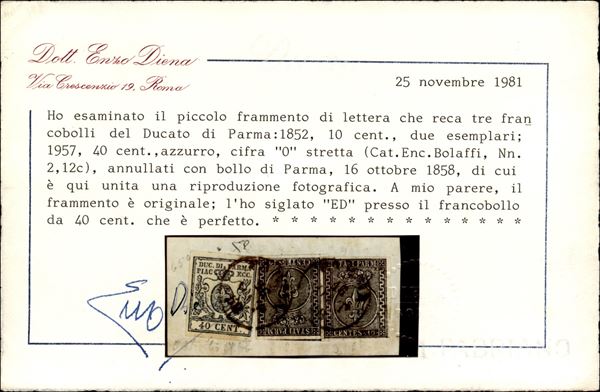 Dott. Enzo Diena
Via Crescenzio 19, Roma
25 novembre 1981
Ho esaminato il piccolo frammento di lettera che reca tre fran
cobolli del Ducato di Parma:1852, 10 cent., due esemplari;
1957, 40 cent.,azzurro, cifra "0" stretta (Cat.Enc.Bolaffi, Nn.
2,12c), annullati con bollo di Parma, 16 ottobre 1858, di cui
è qui unita una riproduzione fotografica. A mio parere, il
frammento è originale; l'ho siglato "ED" presso il francobollo
da 40 cent. che è perfetto. * * * * * * * * * * * * * * *
DUC. DI PARMA
PIAC. ECC.
40 CENT.
STATI PARM
CENTES. 10